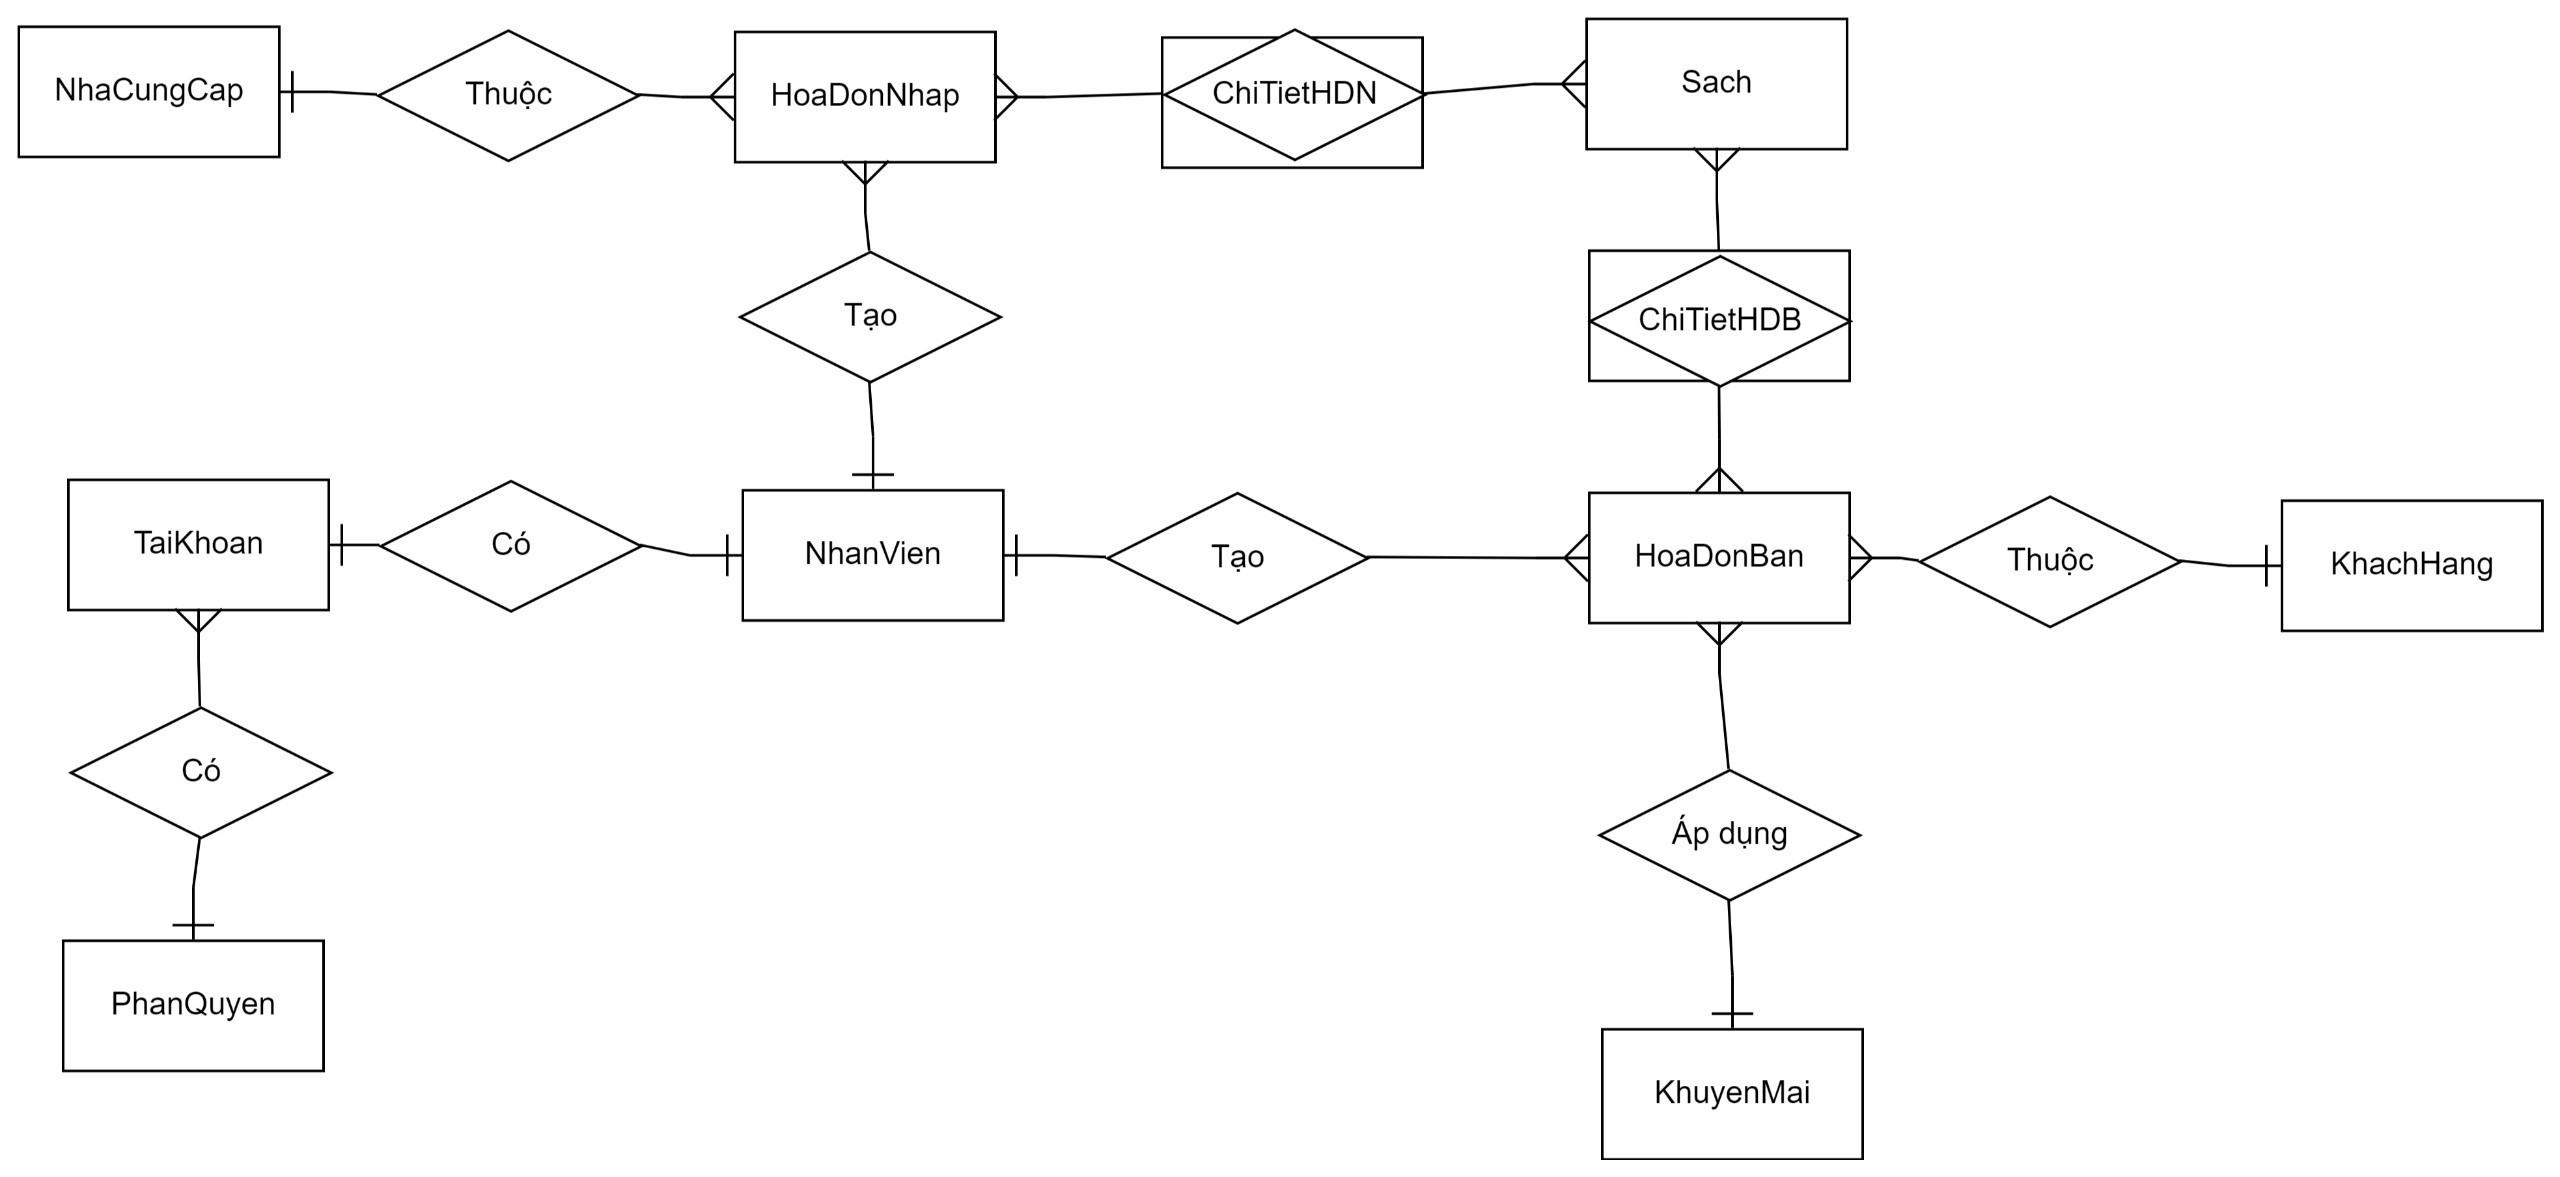 NhaCungCap
Thuộc
HoaDonNhap
ChiTietHDN
Sach
Tạo
ChiTietHDB
TaiKhoan
Có
NhanVien
Tạo
HoaDonBan
Thuộc
KhachHang
Có
Áp dụng
PhanQuyen
KhuyenMai